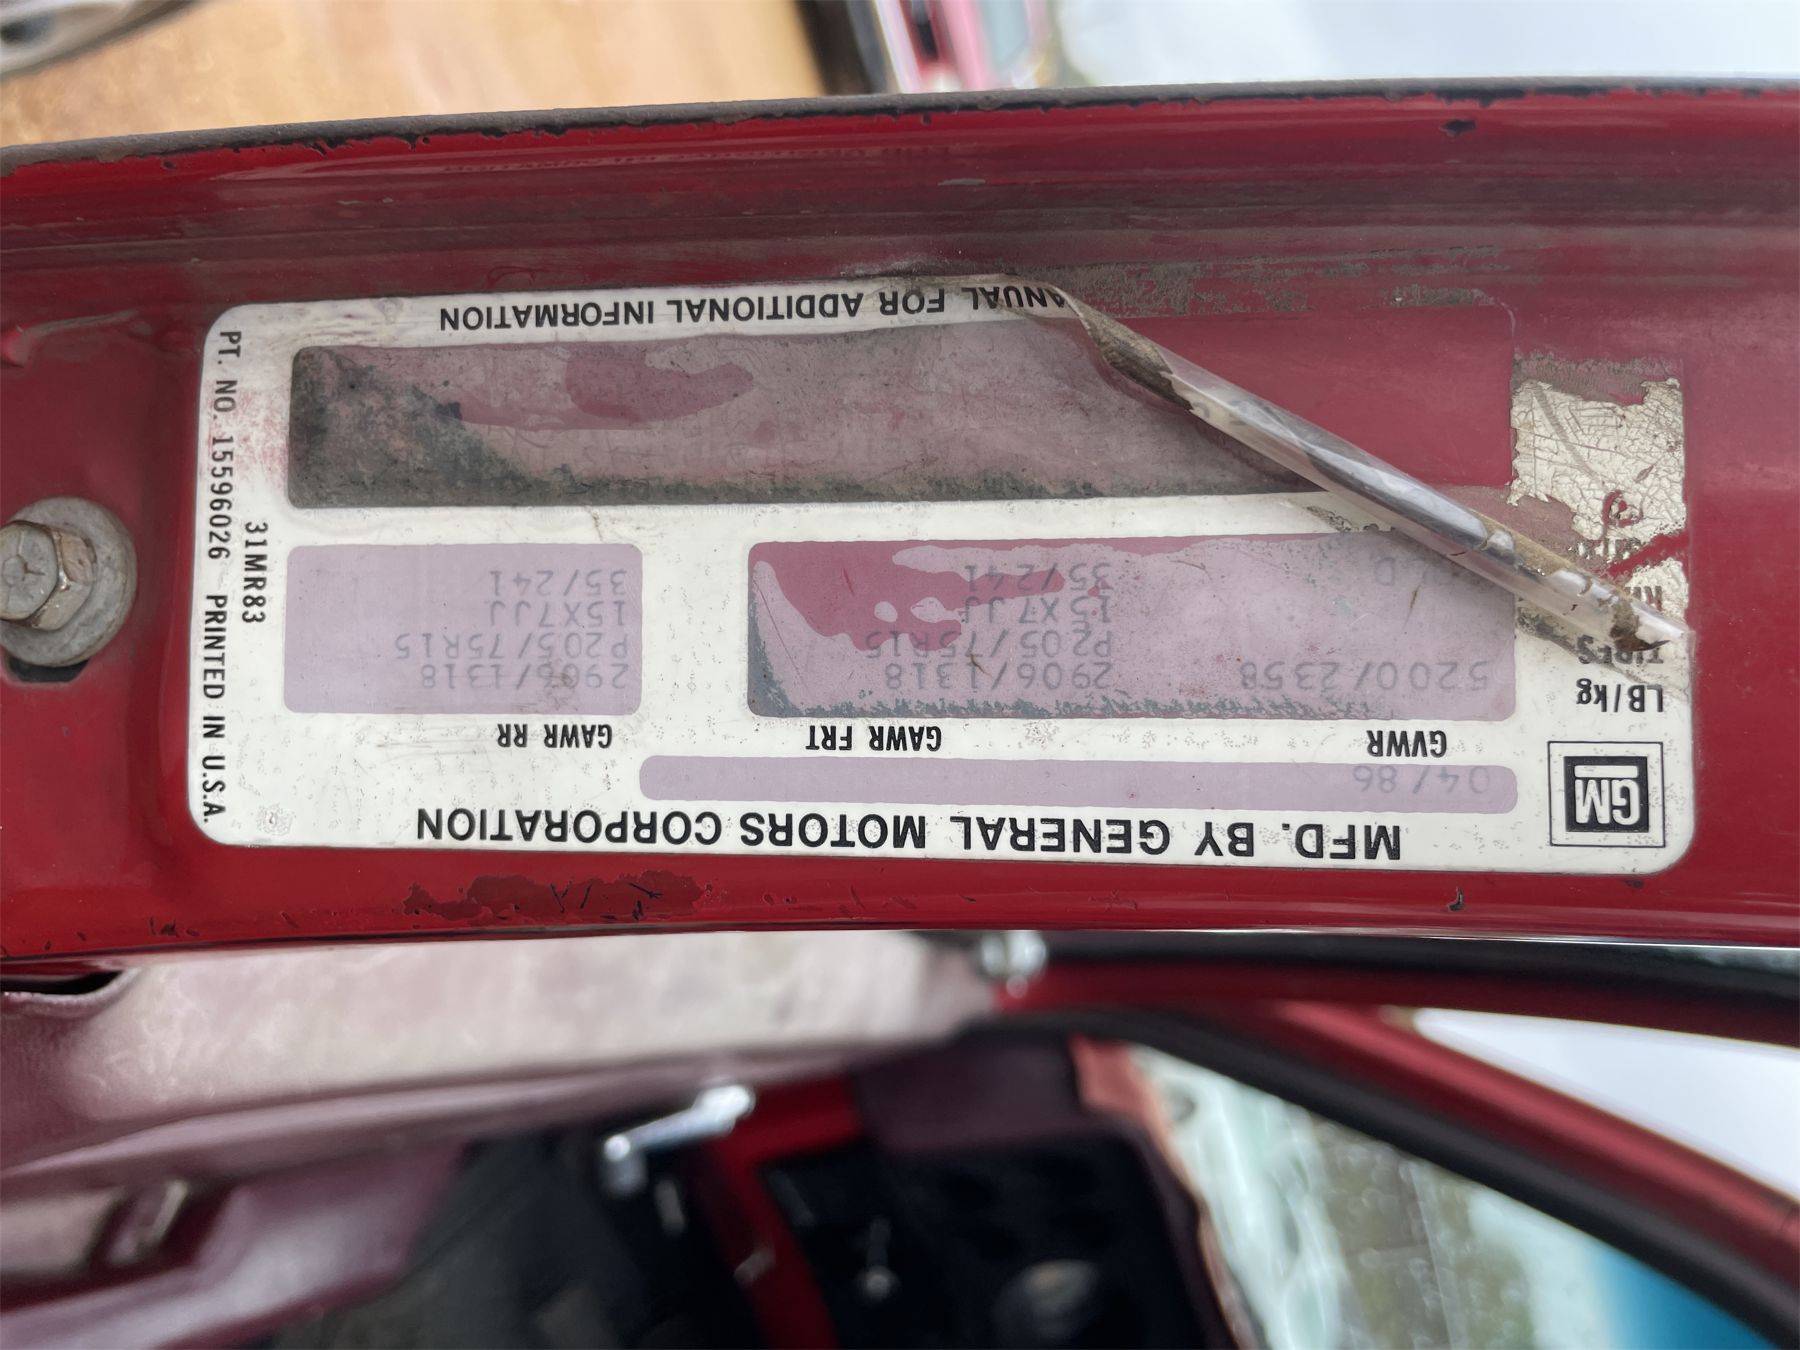 MFD. BY GENERAL MOTORS CORPORATION
GM
04/86
GVWR GAWR FRT GAWR RR
LB/kg 5200/2358 2906/1318 2906/1318
TIRES P205/75R15 P205/75R15
15X7JJ 15X7JJ
35/241 35/241
ANUAL FOR ADDITIONAL INFORMATION
31MR83
PT. NO. 15596026 PRINTED IN U.S.A.